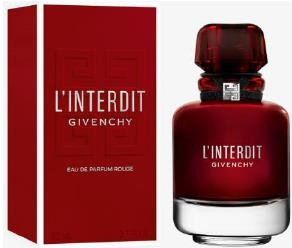 L'INTERDIT
GIVENCHY
EAU DE PARFUM ROUGE
L'INTERDIT
GIVENCHY